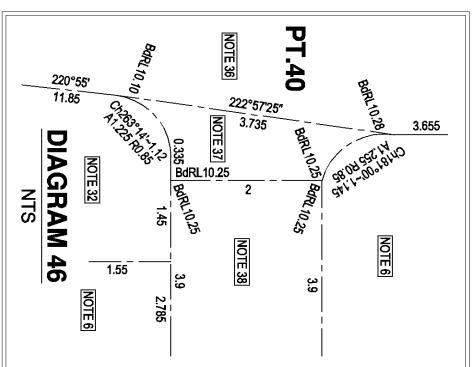 PT.40
NOTE 36
220°55'
11.85
BdRL10.10
Ch263°14'~1.12
A1.225 R0.85
222°57'25"
3.735
BdRL10.28
3.655
Ch181°00'~1.145
A1.255 R0.85
0.335
NOTE 37
BdRL10.25
BdRL10.25
BdRL10.25
2
BdRL10.25
DIAGRAM 46
NTS
NOTE 32
1.45
NOTE 38
NOTE 6
1.55
3.9
2.785
3.9
NOTE 6